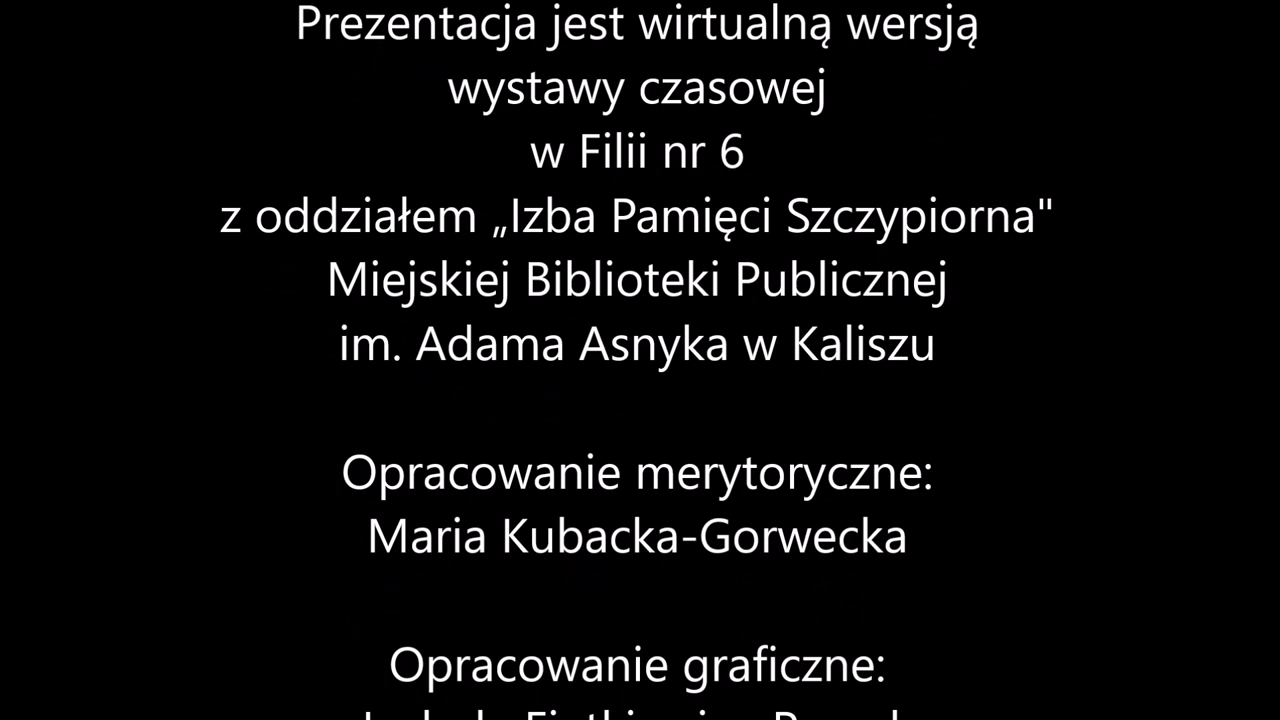 Prezentacja jest wirtualną wersją
wystawy czasowej
w Filii nr 6
z oddziałem „Izba Pamięci Szczypiorna"
Miejskiej Biblioteki Publicznej
im. Adama Asnyka w Kaliszu
Opracowanie merytoryczne:
Maria Kubacka-Gorwecka
Opracowanie graficzne: